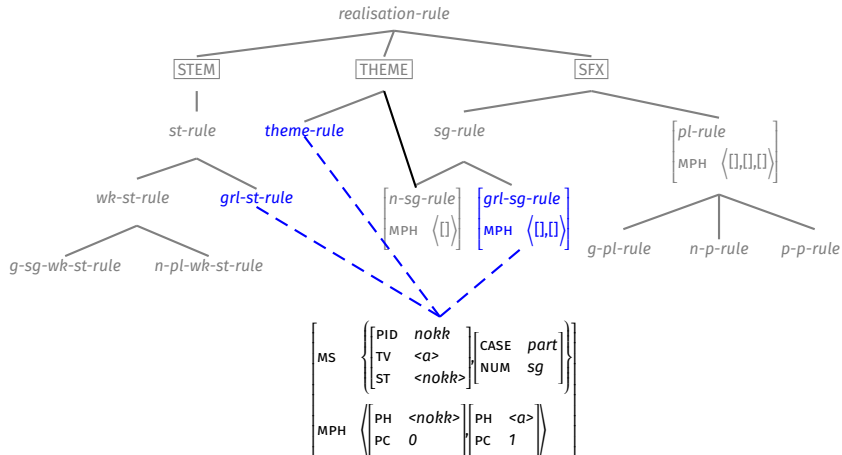 realisation-rule
STEM THEME SFX
st-rule theme-rule sg-rule pl-rule
MPH ⟨[],[],[]⟩
wk-st-rule grl-st-rule n-sg-rule grl-sg-rule
MPH ⟨[]⟩ MPH ⟨[],[]⟩
g-pl-rule n-p-rule p-p-rule
g-sg-wk-st-rule n-pl-wk-st-rule
PID nokk
CASE part
MS TV <a> ,
NUM sg
ST <nokk>
PH <nokk> PH <a>
MPH ,
PC 0 PC 1